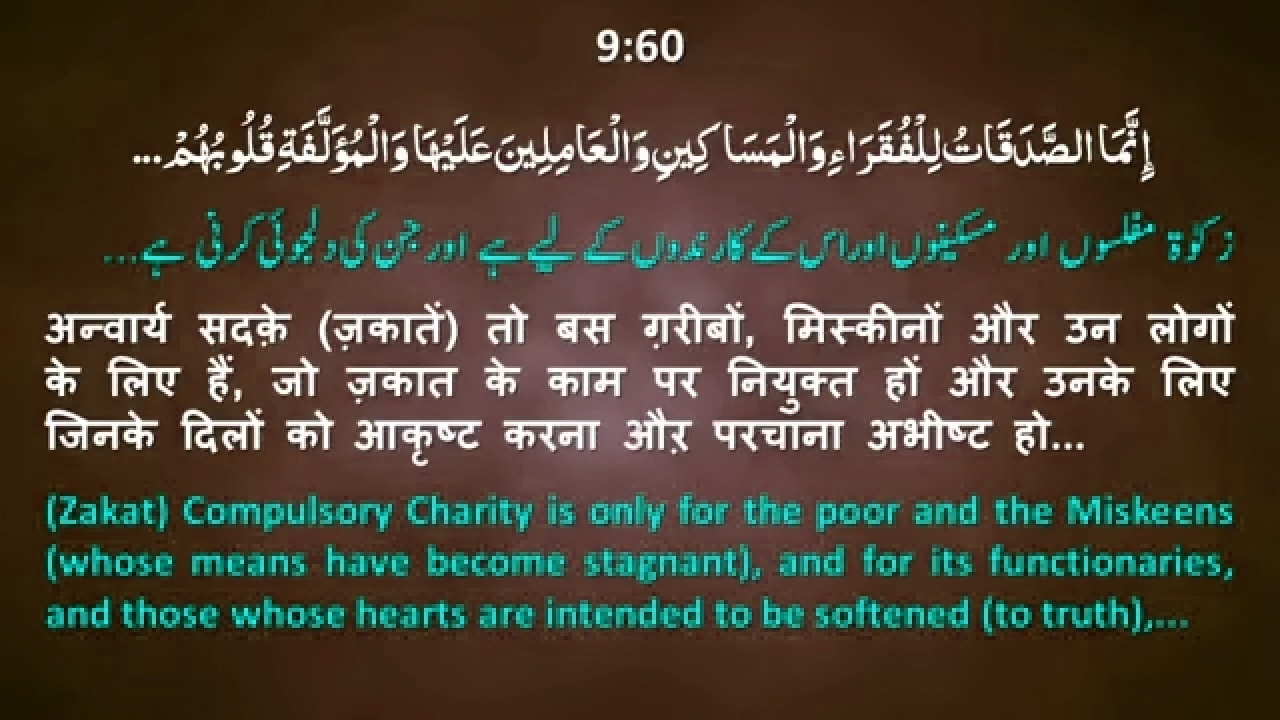 9:60
إِنَّمَا الصَّدَقَاتُ لِلْفُقَرَاءِ وَالْمَسَاكِينِ وَالْعَامِلِينَ عَلَيْهَا وَالْمُؤَلَّفَةِ قُلُوبُهُمْ...
زکوٰۃ مفلسوں اور مسکینوں اوراس کے کارندوں کے لیے ہے اور جن کی دلجوئی کرنی ہے...
अन्वार्य सदक़े (ज़कातें) तो बस ग़रीबों, मिस्कीनों और उन लोगों
के लिए हैं, जो ज़कात के काम पर नियुक्त हों और उनके लिए
जिनके दिलों को आकृष्ट करना औऱ परचाना अभीष्ट हो...
(Zakat) Compulsory Charity is only for the poor and the Miskeens
(whose means have become stagnant), and for its functionaries,
and those whose hearts are intended to be softened (to truth),...